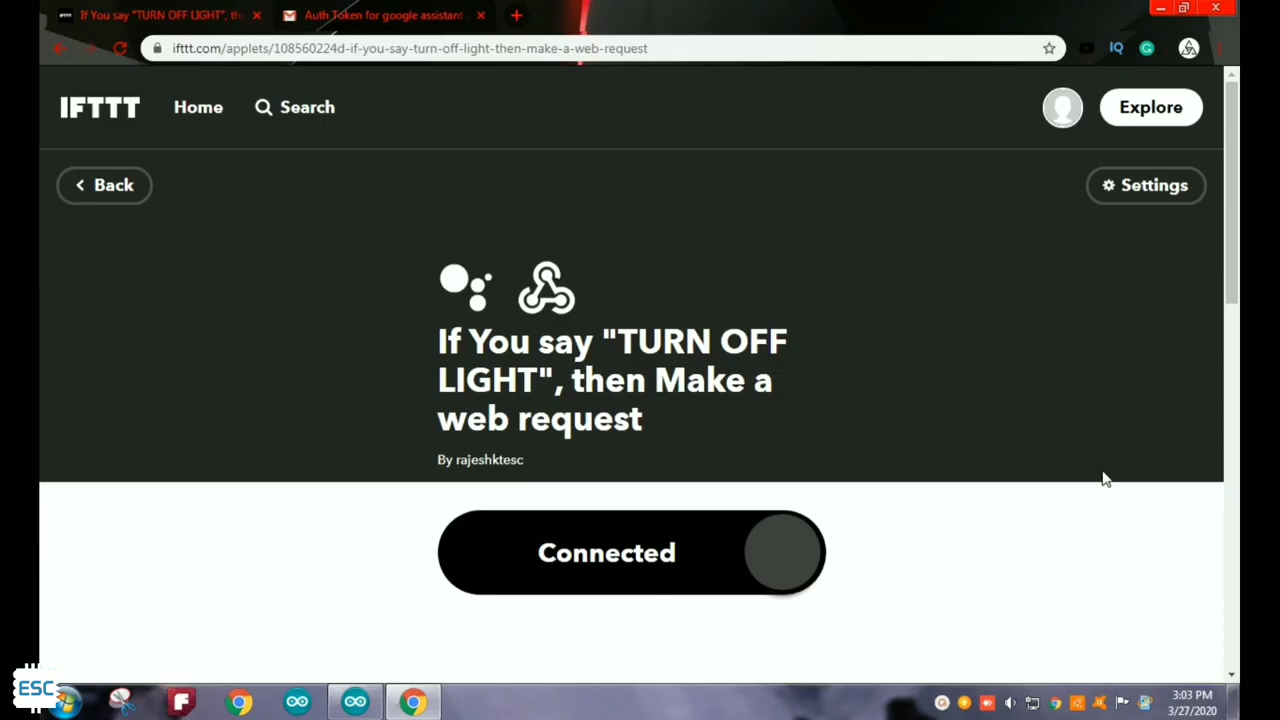 If You say "TURN OFF LIGHT", th
Auth Token for google assistant
ifttt.com/applets/108560224d-if-you-say-turn-off-light-then-make-a-web-request
IQ
IFTTT
Home
Search
Explore
Back
Settings
If You say "TURN OFF
LIGHT", then Make a
web request
By rajeshktesc
Connected
ESC
3:03 PM
3/27/2020